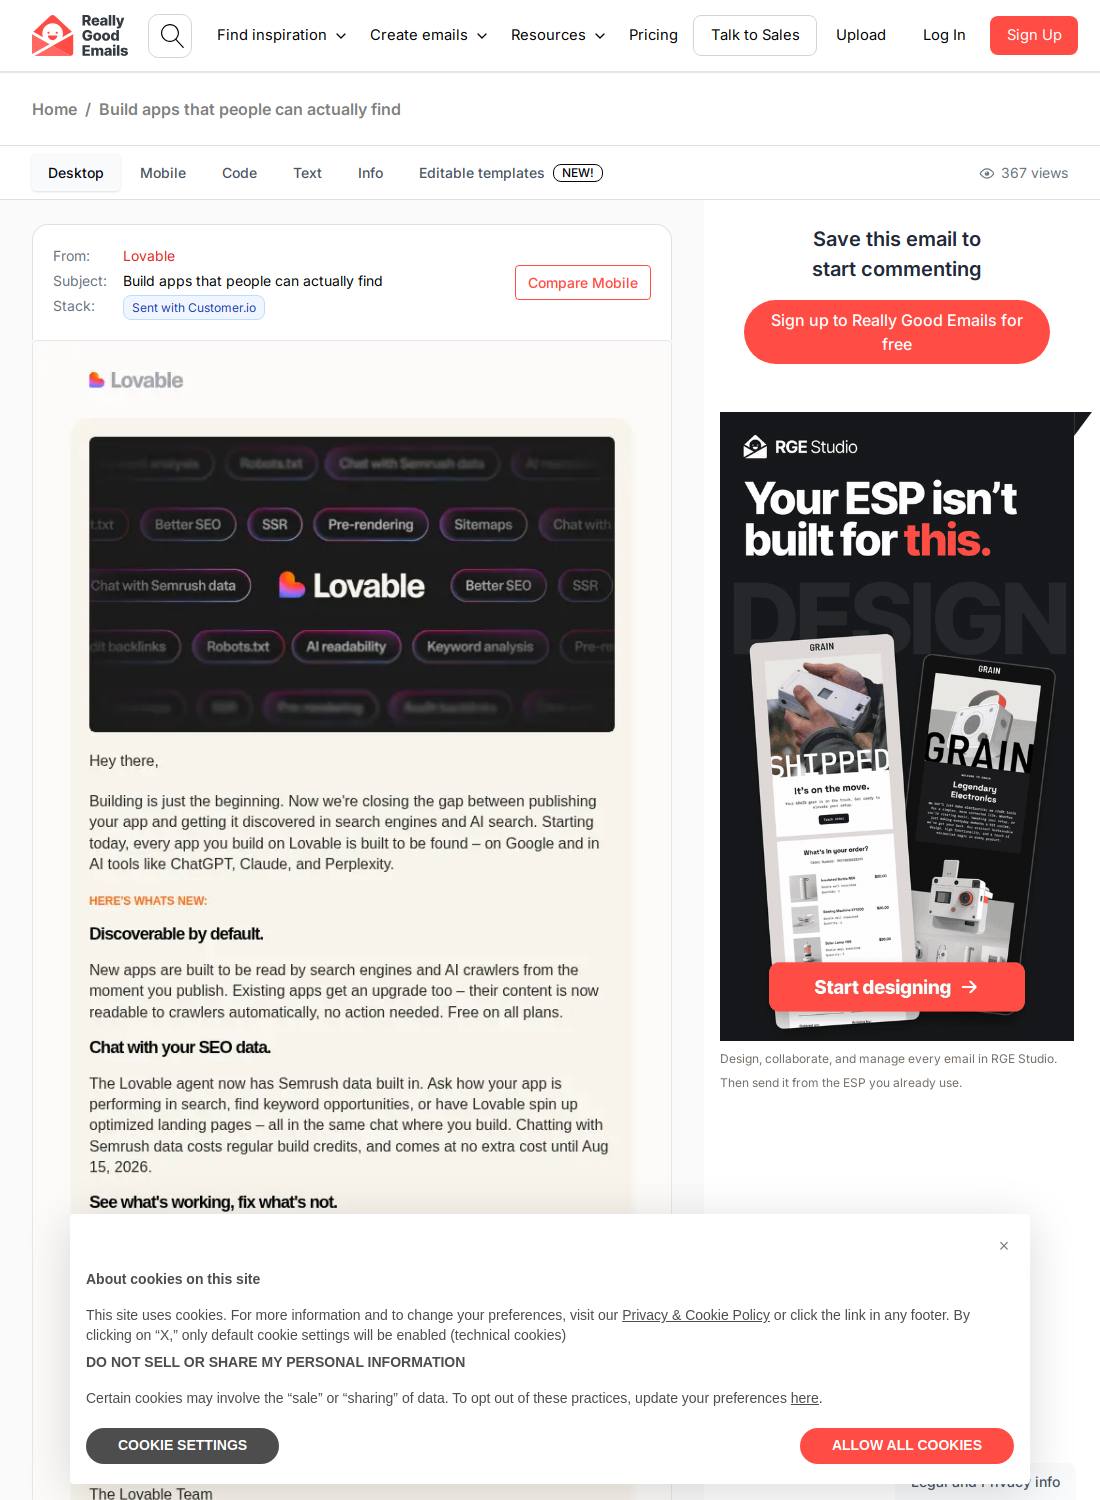 Really
Good
Emails
Find inspiration
Create emails
Resources
Pricing
Talk to Sales
Upload
Log In
Sign Up
Home / Build apps that people can actually find
Desktop
Mobile
Code
Text
Info
Editable templates NEW!
367 views
From: Lovable
Subject: Build apps that people can actually find
Stack: Sent with Customer.io
Compare Mobile
Lovable
Robots.txt
Chat with Semrush data
t.txt
Better SEO
SSR
Pre-rendering
Sitemaps
Chat with
Chat with Semrush data
Lovable
Better SEO
SSR
dit backlinks
Robots.txt
AI readability
Keyword analysis
Pre-re
SSR
Pre-rendering
Audit backlinks
Hey there,
Building is just the beginning. Now we're closing the gap between publishing
your app and getting it discovered in search engines and AI search. Starting
today, every app you build on Lovable is built to be found – on Google and in
AI tools like ChatGPT, Claude, and Perplexity.
HERE'S WHATS NEW:
Discoverable by default.
New apps are built to be read by search engines and AI crawlers from the
moment you publish. Existing apps get an upgrade too – their content is now
readable to crawlers automatically, no action needed. Free on all plans.
Chat with your SEO data.
The Lovable agent now has Semrush data built in. Ask how your app is
performing in search, find keyword opportunities, or have Lovable spin up
optimized landing pages – all in the same chat where you build. Chatting with
Semrush data costs regular build credits, and comes at no extra cost until Aug
15, 2026.
See what's working, fix what's not.
The Lovable Team
Save this email to
start commenting
Sign up to Really Good Emails for
free
RGE Studio
Your ESP isn't
built for this.
DESIGN
GRAIN
SHIPPED
It's on the move.
Track order
What's in your order?
GRAIN
GRAIN
Legendary
Electronics
Start designing →
Design, collaborate, and manage every email in RGE Studio.
Then send it from the ESP you already use.
×
About cookies on this site
This site uses cookies. For more information and to change your preferences, visit our Privacy & Cookie Policy or click the link in any footer. By
clicking on “X,” only default cookie settings will be enabled (technical cookies)
DO NOT SELL OR SHARE MY PERSONAL INFORMATION
Certain cookies may involve the “sale” or “sharing” of data. To opt out of these practices, update your preferences here.
COOKIE SETTINGS
ALLOW ALL COOKIES
Legal and Privacy info